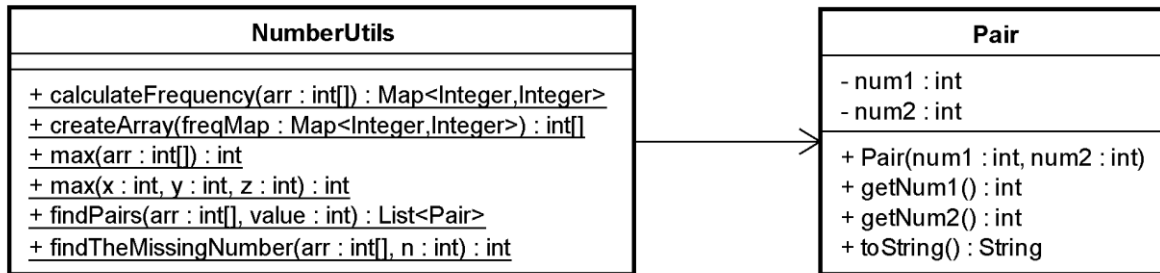 NumberUtils
+ calculateFrequency(arr : int[]) : Map<Integer,Integer>
+ createArray(freqMap : Map<Integer,Integer>) : int[]
+ max(arr : int[]) : int
+ max(x : int, y : int, z : int) : int
+ findPairs(arr : int[], value : int) : List<Pair>
+ findTheMissingNumber(arr : int[], n : int) : int
Pair
- num1 : int
- num2 : int
+ Pair(num1 : int, num2 : int)
+ getNum1() : int
+ getNum2() : int
+ toString() : String